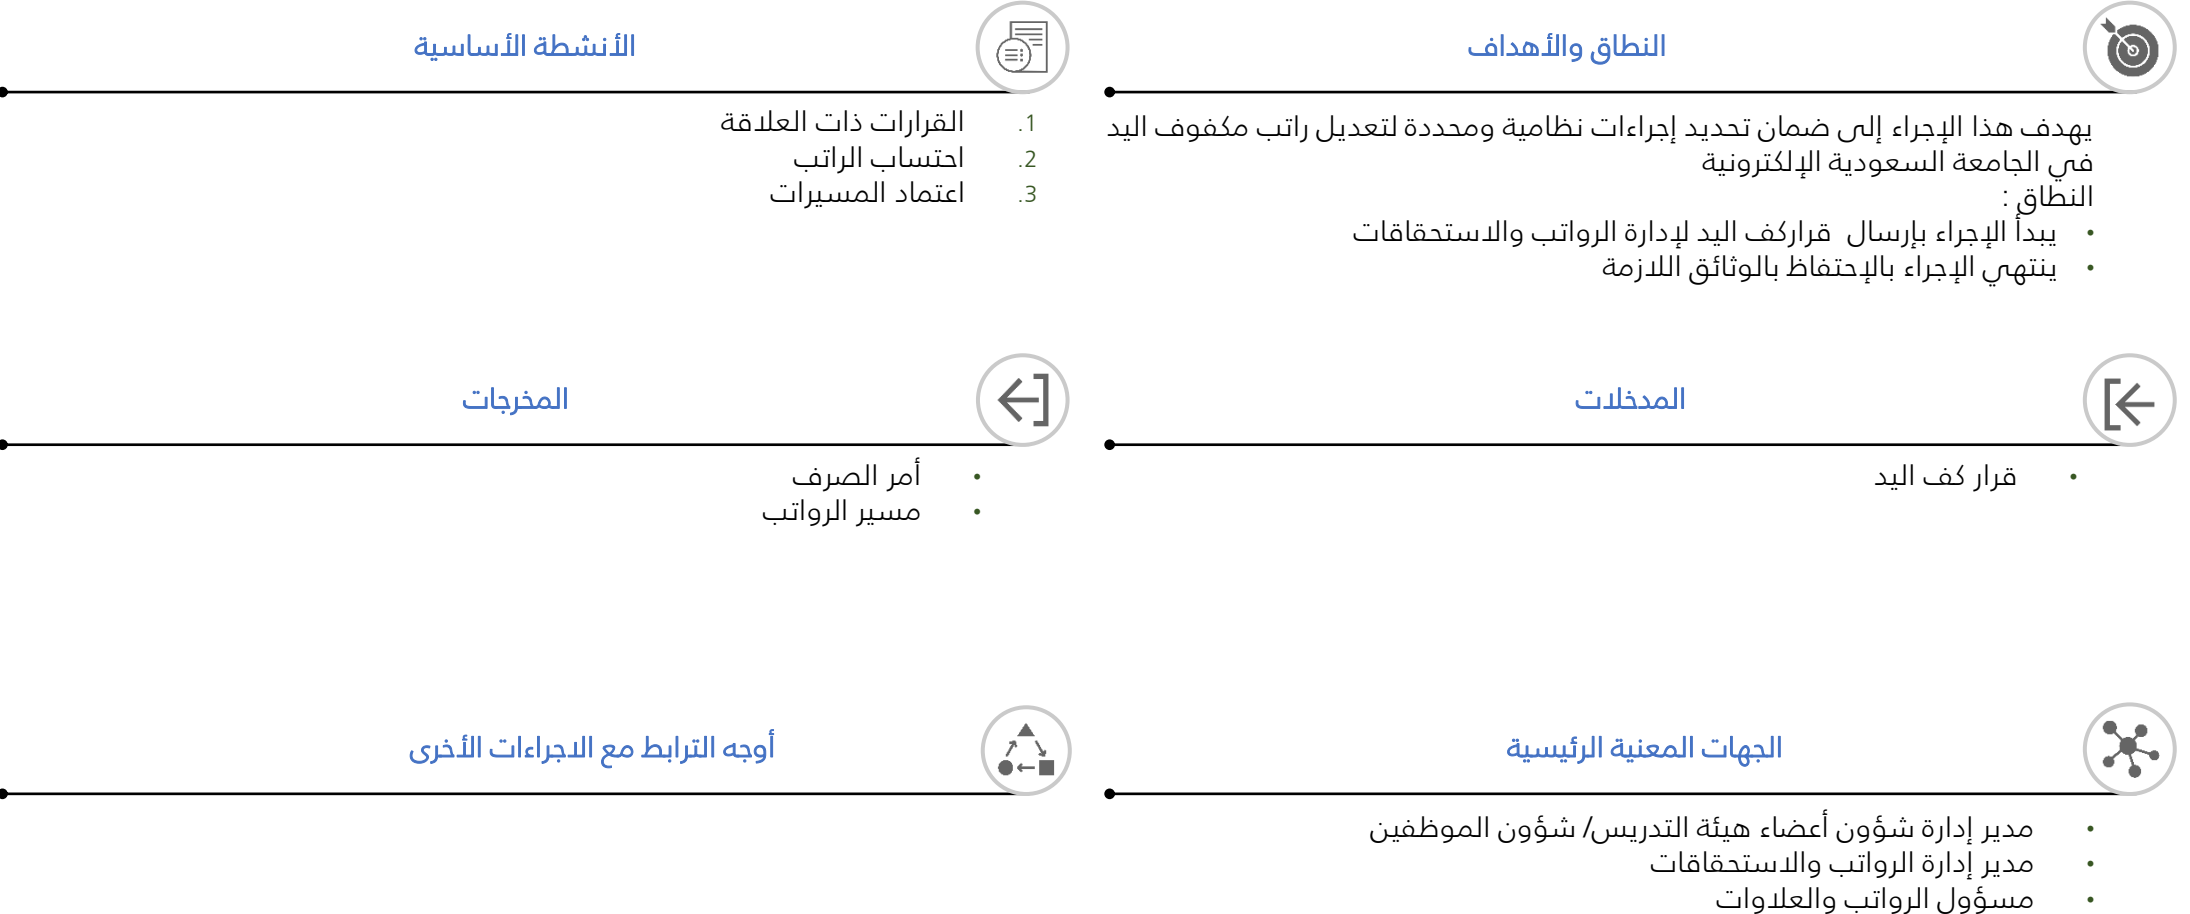 النطاق والأهداف
يهدف هذا الإجراء إلى ضمان تحديد إجراءات نظامية ومحددة لتعديل راتب مكفوف اليد
في الجامعة السعودية الإلكترونية
النطاق :
• يبدأ الإجراء بإرسال قراركف اليد لإدارة الرواتب والاستحقاقات
• ينتهي الإجراء بالإحتفاظ بالوثائق اللازمة
الأنشطة الأساسية
1. القرارات ذات العلاقة
2. احتساب الراتب
3. اعتماد المسيرات
المدخلات
• قرار كف اليد
المخرجات
• أمر الصرف
• مسير الرواتب
الجهات المعنية الرئيسية
• مدير إدارة شؤون أعضاء هيئة التدريس/ شؤون الموظفين
• مدير إدارة الرواتب والاستحقاقات
• مسؤول الرواتب والعلاوات
أوجه الترابط مع الاجراءات الأخرى